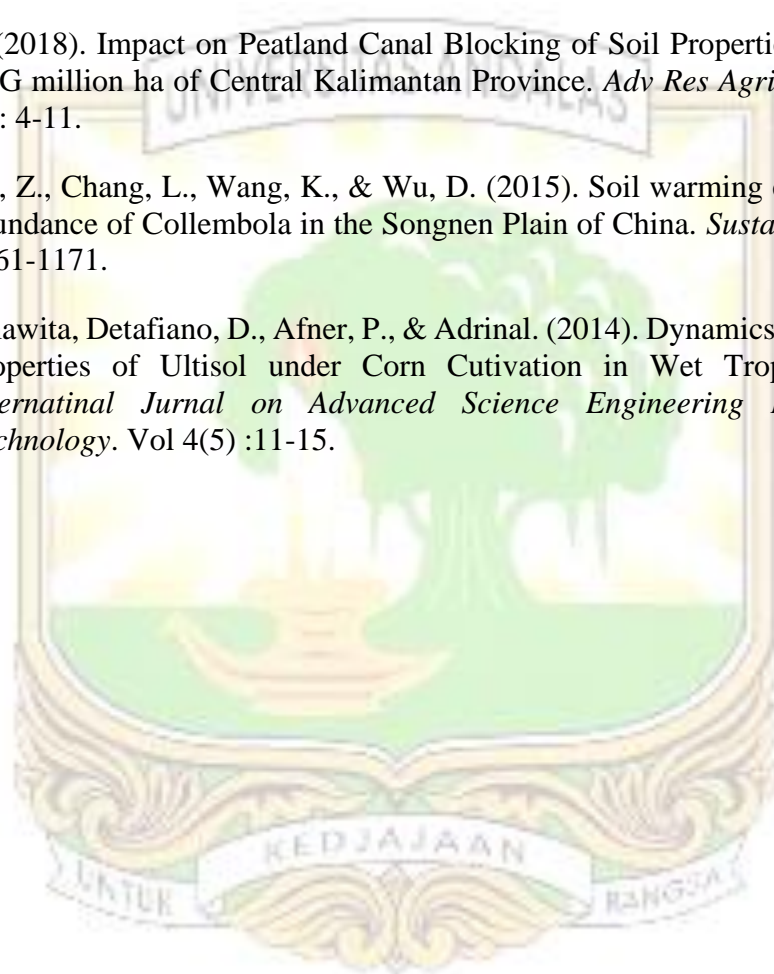 (2018). Impact on Peatland Canal Blocking of Soil Properti
G million ha of Central Kalimantan Province. Adv Res Agri
: 4-11.
UNIVERSITAS ANDALAS
, Z., Chang, L., Wang, K., & Wu, D. (2015). Soil warming
undance of Collembola in the Songnen Plain of China. Susta
61-1171.
awita, Detafiano, D., Afner, P., & Adrinal. (2014). Dynamics
operties of Ultisol under Corn Cutivation in Wet Trop
ernatinal Jurnal on Advanced Science Engineering
chnology. Vol 4(5) :11-15.
UNTUK KEDJAJAAN BANGSA